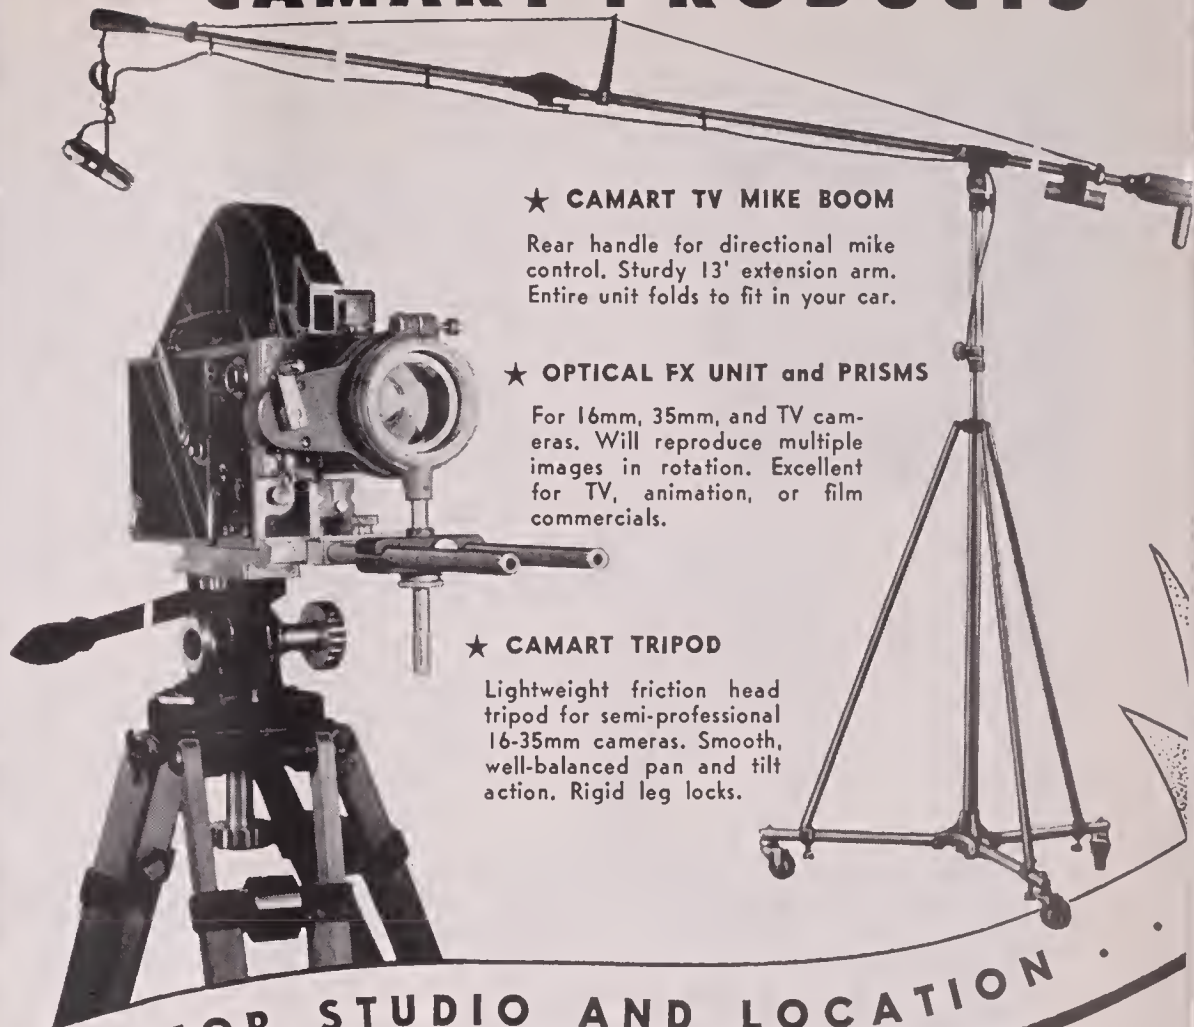 CAMART PRODUCTS
★ CAMART TV MIKE BOOM
Rear handle for directional mike
control. Sturdy 13' extension arm.
Entire unit folds to fit in your car.
★ OPTICAL FX UNIT and PRISMS
For 16mm, 35mm, and TV cam-
eras. Will reproduce multiple
images in rotation. Excellent
for TV, animation, or film
commercials.
★ CAMART TRIPOD
Lightweight friction head
tripod for semi-professional
16-35mm cameras. Smooth,
well-balanced pan and tilt
action. Rigid leg locks.
FOR STUDIO AND LOCATION . .